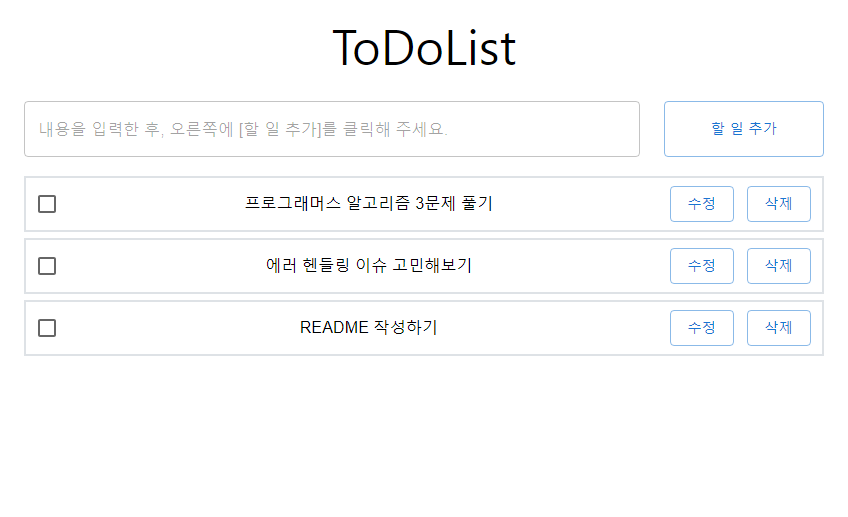 ToDoList
내용을 입력한 후, 오른쪽에 [할 일 추가]를 클릭해 주세요.
할 일 추가
프로그래머스 알고리즘 3문제 풀기
수정
삭제
에러 헨들링 이슈 고민해보기
수정
삭제
README 작성하기
수정
삭제